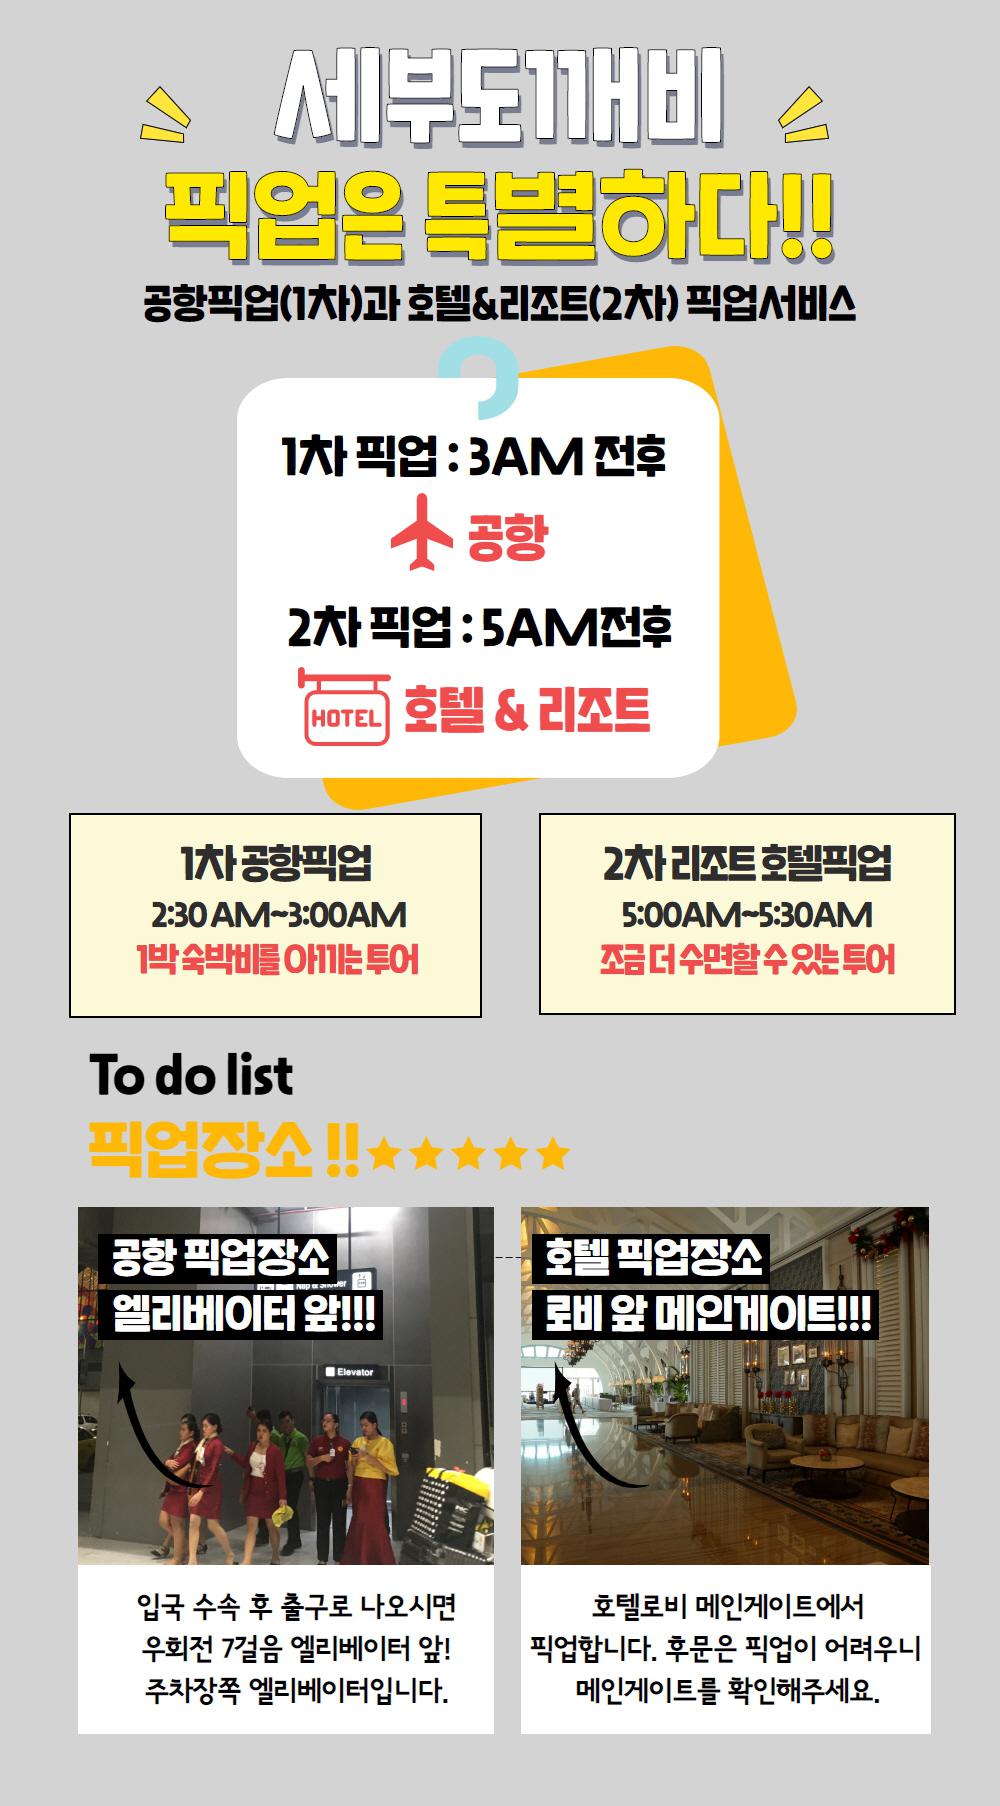 세부도깨비
픽업은 특별하다!!
공항픽업(1차)과 호텔&리조트(2차) 픽업서비스
1차 픽업 : 3AM 전후
공항
2차 픽업 : 5AM전후
HOTEL 호텔 & 리조트
1차 공항픽업
2:30 AM~3:00AM
1박 숙박비를 아끼는 투어
2차 리조트 호텔픽업
5:00AM~5:30AM
조금 더 수면할 수 있는 투어
To do list
픽업장소 !!★★★★★
공항 픽업장소
엘리베이터 앞!!!
Nap & Shower
Elevator
입국 수속 후 출구로 나오시면
우회전 7걸음 엘리베이터 앞!
주차장쪽 엘리베이터입니다.
호텔 픽업장소
로비 앞 메인게이트!!!
호텔로비 메인게이트에서
픽업합니다. 후문은 픽업이 어려우니
메인게이트를 확인해주세요.